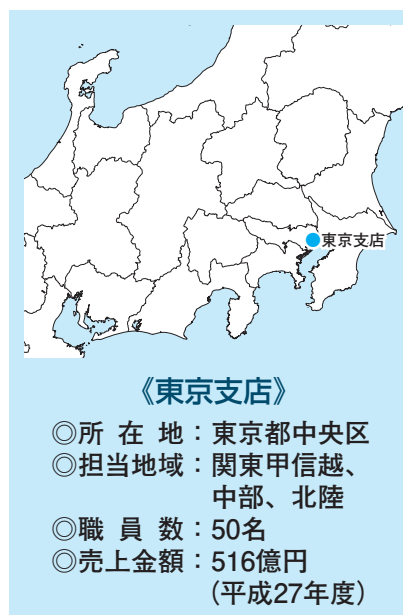 東京支店
《東京支店》
◎所在地：東京都中央区
◎担当地域：関東甲信越、
中部、北陸
◎職員数：50名
◎売上金額：516億円
(平成27年度)